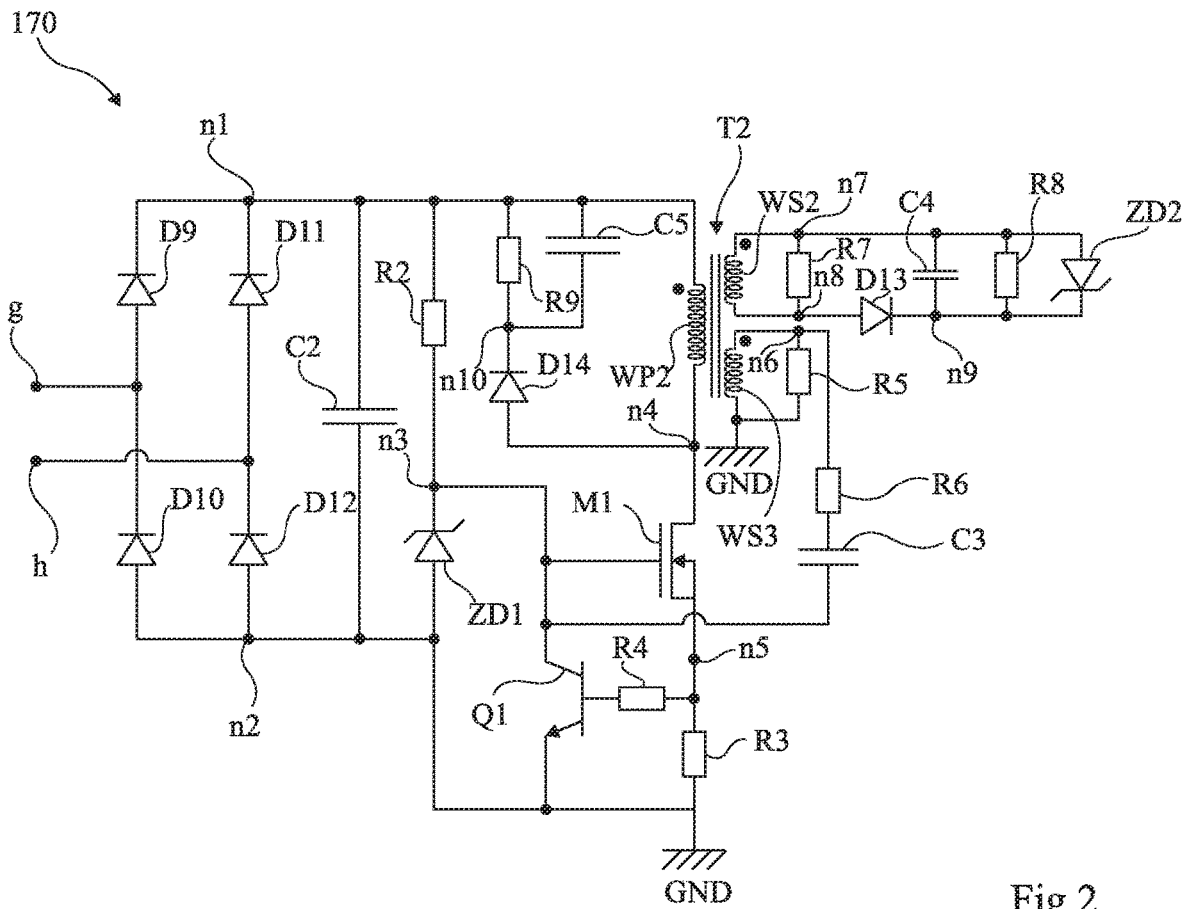 170
n1
T2
D9
D11
R2
R9
C5
WS2
n7
C4
R8
ZD2
R7
n8
D13
g
C2
n10
D14
WP2
n6
R5
n9
n3
n4
h
D10
D12
ZD1
M1
GND
WS3
R6
C3
n2
Q1
R4
n5
R3
GND
Fig 2